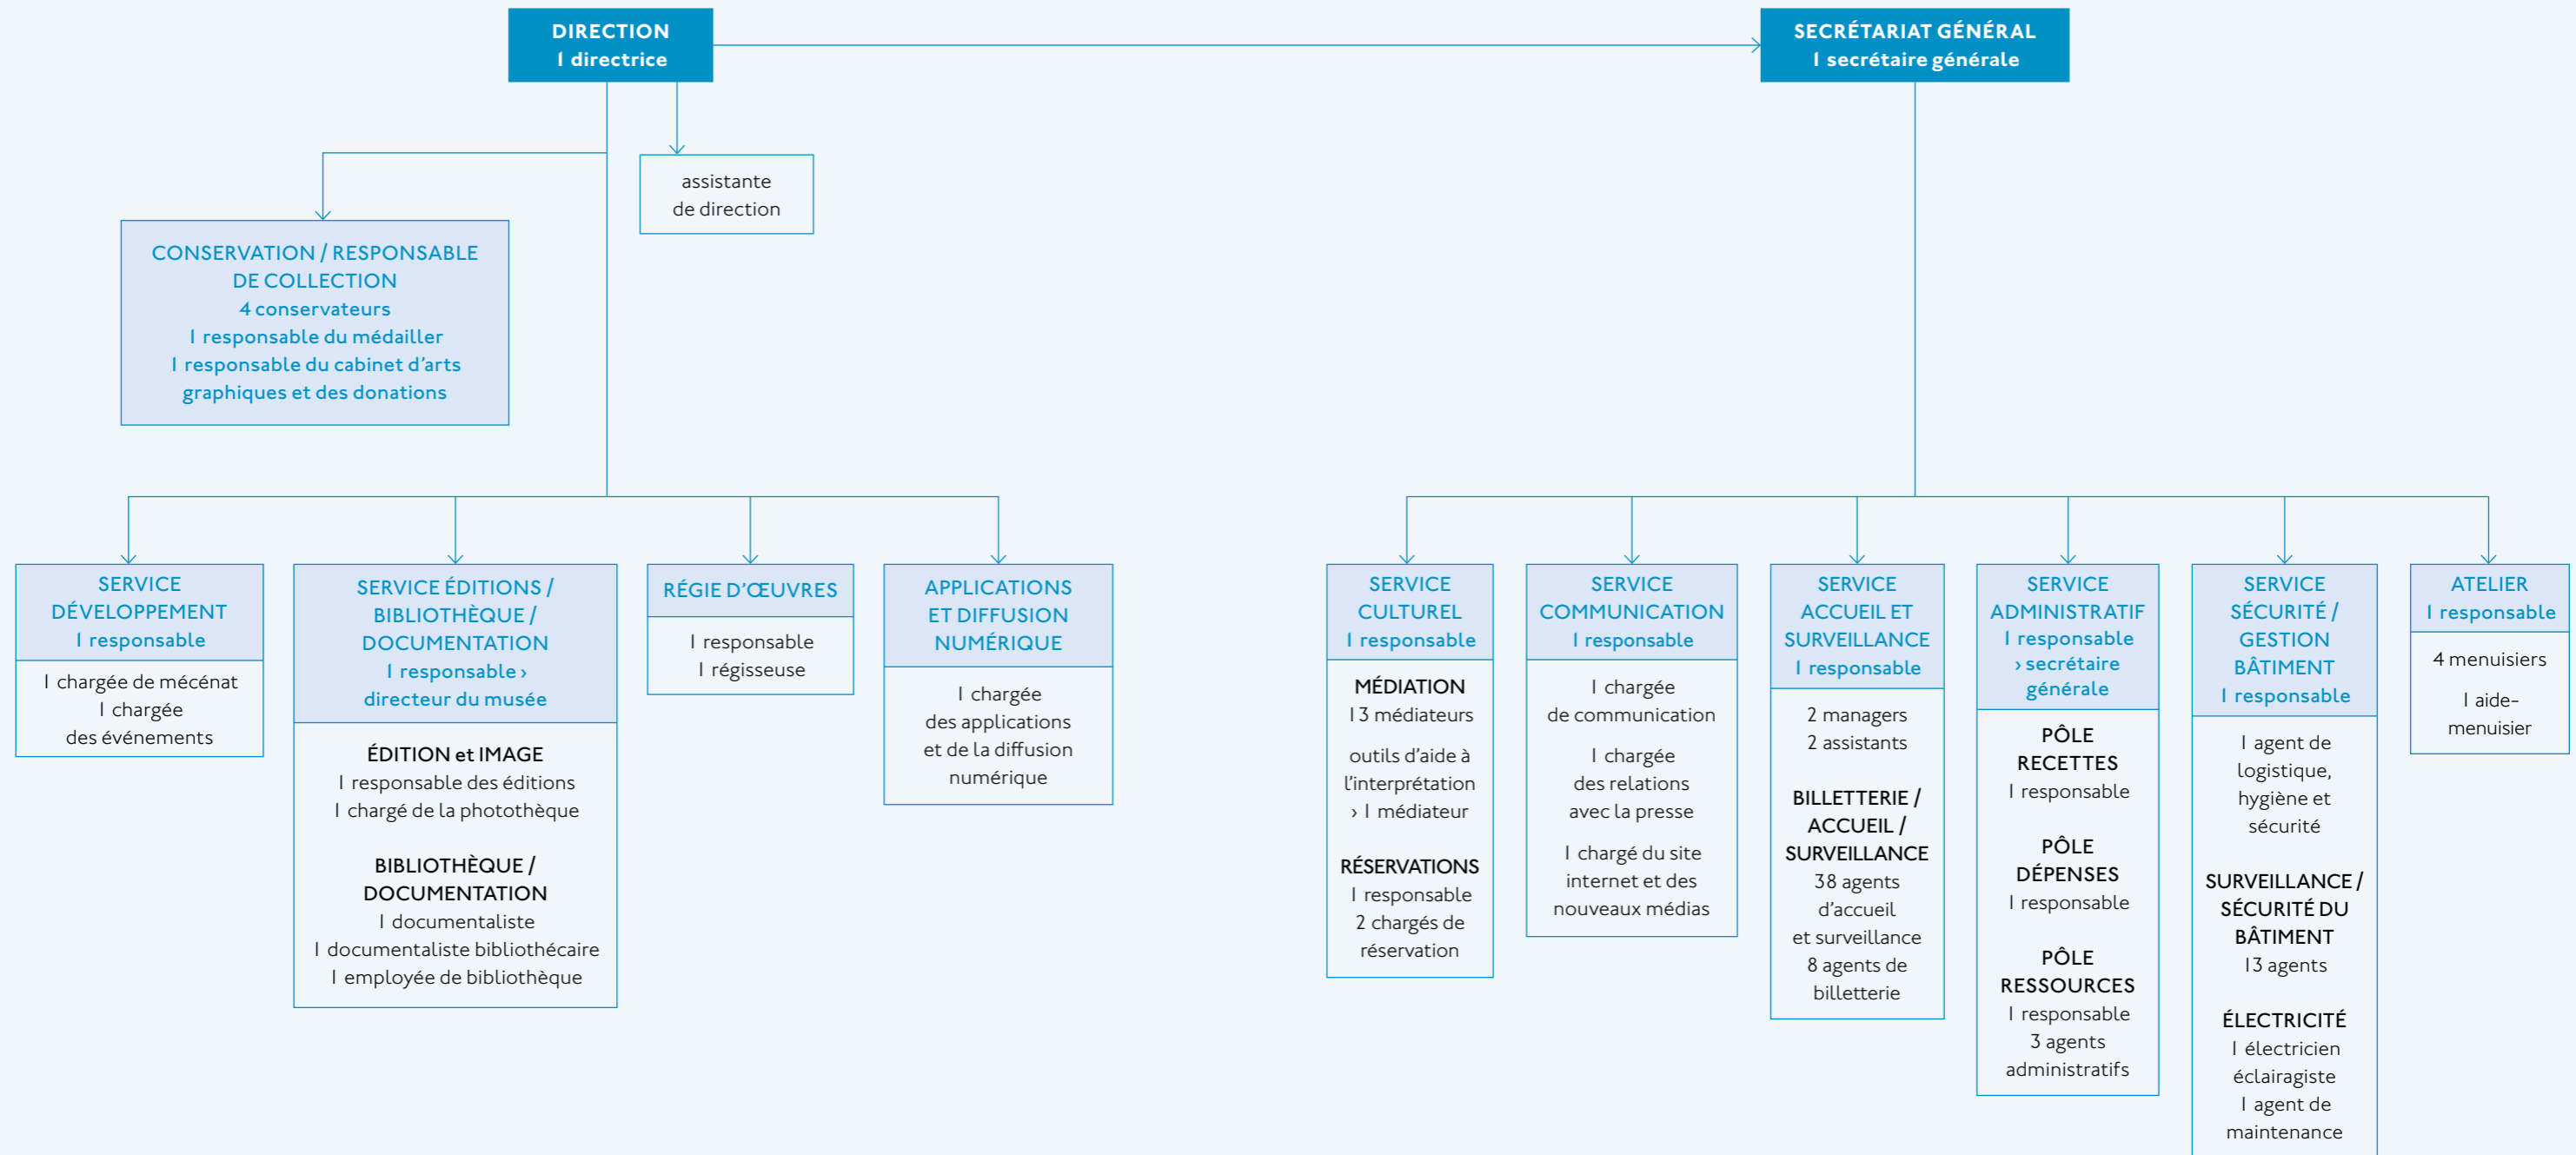 DIRECTION
1 directrice
SECRÉTARIAT GÉNÉRAL
1 secrétaire générale
assistante
de direction
CONSERVATION / RESPONSABLE
DE COLLECTION
4 conservateurs
1 responsable du médailler
1 responsable du cabinet d’arts
graphiques et des donations
SERVICE
DÉVELOPPEMENT
1 responsable
1 chargée de mécénat
1 chargée
des événements
SERVICE ÉDITIONS /
BIBLIOTHÈQUE /
DOCUMENTATION
1 responsable ›
directeur du musée
ÉDITION et IMAGE
1 responsable des éditions
1 chargé de la photothèque
BIBLIOTHÈQUE /
DOCUMENTATION
1 documentaliste
1 documentaliste bibliothécaire
1 employée de bibliothèque
RÉGIE D’ŒUVRES
1 responsable
1 régisseuse
APPLICATIONS
ET DIFFUSION
NUMÉRIQUE
1 chargée
des applications
et de la diffusion
numérique
SERVICE
CULTUREL
1 responsable
MÉDIATION
13 médiateurs
outils d’aide à
l’interprétation
› 1 médiateur
RÉSERVATIONS
1 responsable
2 chargés de
réservation
SERVICE
COMMUNICATION
1 responsable
1 chargée
de communication
1 chargée
des relations
avec la presse
1 chargé du site
internet et des
nouveaux médias
SERVICE
ACCUEIL ET
SURVEILLANCE
1 responsable
2 managers
2 assistants
BILLETTERIE /
ACCUEIL /
SURVEILLANCE
38 agents
d’accueil
et surveillance
8 agents de
billetterie
SERVICE
ADMINISTRATIF
1 responsable
› secrétaire
générale
PÔLE
RECETTES
1 responsable
PÔLE
DÉPENSES
1 responsable
PÔLE
RESSOURCES
1 responsable
3 agents
administratifs
SERVICE
SÉCURITÉ /
GESTION
BÂTIMENT
1 responsable
1 agent de
logistique,
hygiène et
sécurité
SURVEILLANCE /
SÉCURITÉ DU
BÂTIMENT
13 agents
ÉLECTRICITÉ
1 électricien
éclairagiste
1 agent de
maintenance
ATELIER
1 responsable
4 menuisiers
1 aide-
menuisier